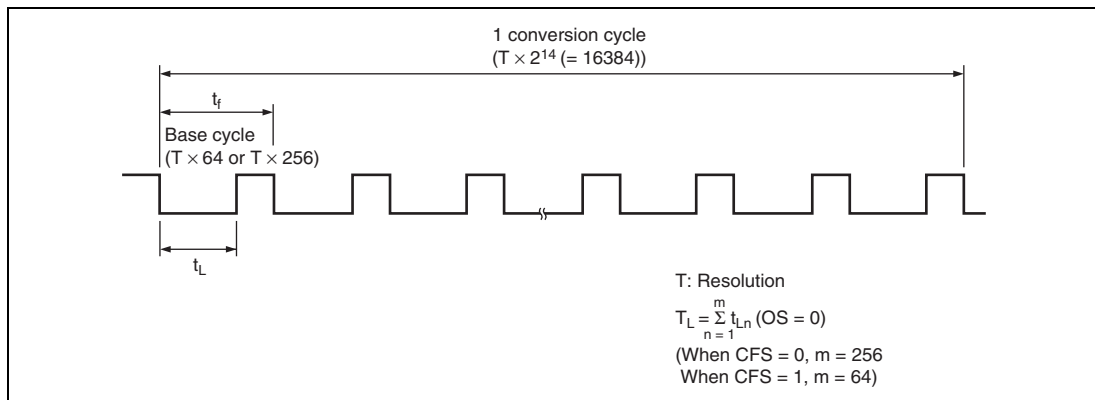 1 conversion cycle
(T × 2¹⁴ (= 16384))
t_f
Base cycle
(T × 64 or T × 256)
t_L
T: Resolution
m
T_L = Σ t_Ln (OS = 0)
n = 1
(When CFS = 0, m = 256
When CFS = 1, m = 64)